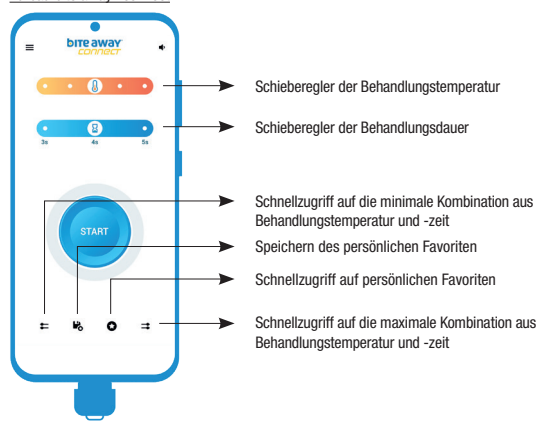 bite away
CONNECT
Schieberegler der Behandlungstemperatur
Schieberegler der Behandlungsdauer
3s 4s 5s
START
Schnellzugriff auf die minimale Kombination aus
Behandlungstemperatur und -zeit
Speichern des persönlichen Favoriten
Schnellzugriff auf persönlichen Favoriten
Schnellzugriff auf die maximale Kombination aus
Behandlungstemperatur und -zeit